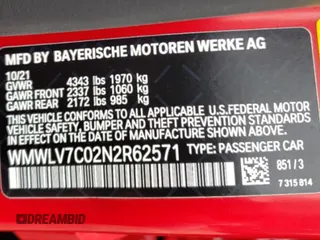 MFD BY BAYERISCHE MOTOREN WERKE AG
10/21
GVWR 4343 lbs 1970 kg
GAWR FRONT 2337 lbs 1060 kg
GAWR REAR 2172 lbs 985 kg
THIS VEHICLE CONFORMS TO ALL
APPLICABLE U.S. FEDERAL MOTOR
VEHICLE SAFETY, BUMPER, AND THEFT
PREVENTION STANDARDS IN EFFECT ON
THE DATE OF MANUFACTURE SHOWN ABOVE.
WMWLV7C02N2R62571 TYPE: PASSENGER CAR
851/3
7 315 814
DREAMBID